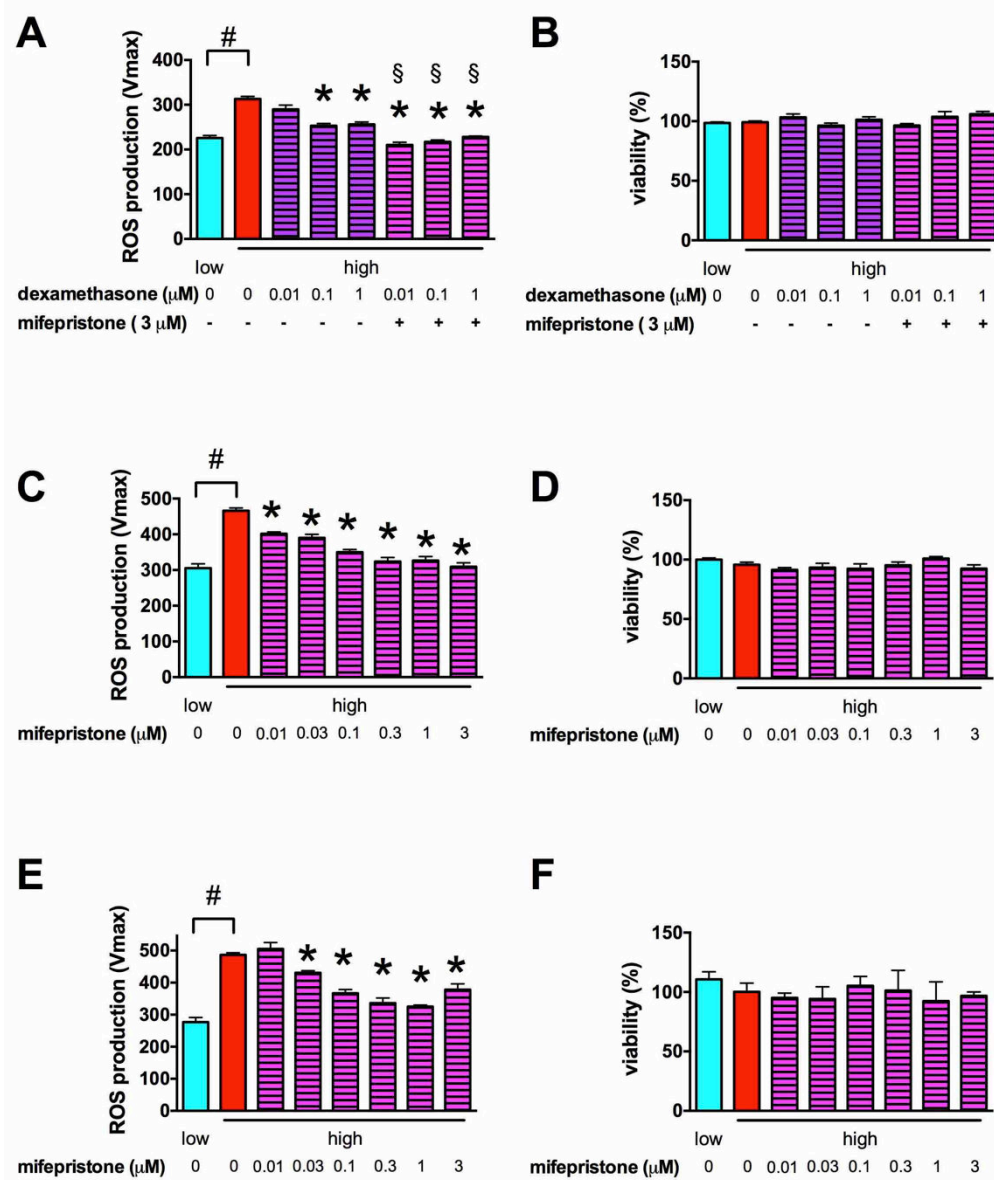 A
#
§ § §
* * * * *
ROS production (Vmax)
400
300
200
100
0
low high
dexamethasone (μM) 0 0 0.01 0.1 1 0.01 0.1 1
mifepristone ( 3 μM) - - - - - + + +
B
viability (%)
150
100
50
0
low high
dexamethasone (μM) 0 0 0.01 0.1 1 0.01 0.1 1
mifepristone ( 3 μM) - - - - - + + +
C
#
* * * * * *
ROS production (Vmax)
500
400
300
200
100
0
low high
mifepristone (μM) 0 0 0.01 0.03 0.1 0.3 1 3
D
viability (%)
150
100
50
0
low high
mifepristone (μM) 0 0 0.01 0.03 0.1 0.3 1 3
E
#
* * * * *
ROS production (Vmax)
500
400
300
200
100
0
low high
mifepristone (μM) 0 0 0.01 0.03 0.1 0.3 1 3
F
viability (%)
150
100
50
0
low high
mifepristone (μM) 0 0 0.01 0.03 0.1 0.3 1 3